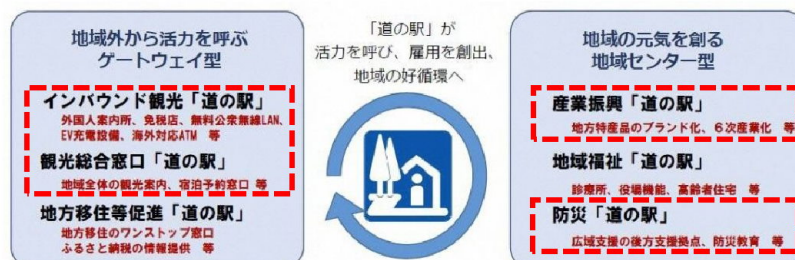 地域外から活力を呼ぶ
ゲートウェイ型
インバウンド観光「道の駅」
外国人案内所、免税店、無料公衆無線LAN、
EV充電設備、海外対応ATM 等
観光総合窓口「道の駅」
地域全体の観光案内、宿泊予約窓口 等
地方移住等促進「道の駅」
地方移住のワンストップ窓口
ふるさと納税の情報提供 等
「道の駅」が
活力を呼び、雇用を創出、
地域の好循環へ
地域の元気を創る
地域センター型
産業振興「道の駅」
地方特産品のブランド化、6次産業化 等
地域福祉「道の駅」
診療所、役場機能、高齢者住宅 等
防災「道の駅」
広域支援の後方支援拠点、防災教育 等